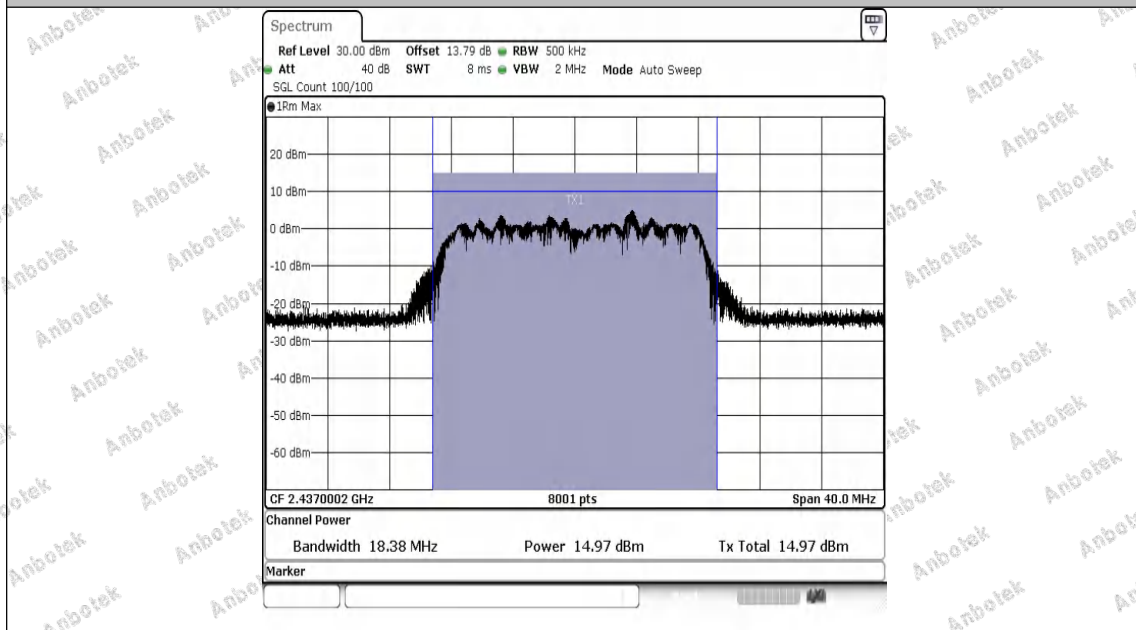 Spectrum
Ref Level 30.00 dBm Offset 13.79 dB RBW 500 kHz
Att 40 dB SWT 8 ms VBW 2 MHz Mode Auto Sweep
SGL Count 100/100
1Rm Max
20 dBm
10 dBm
TX1
0 dBm
-10 dBm
-20 dBm
-30 dBm
-40 dBm
-50 dBm
-60 dBm
CF 2.4370002 GHz 8001 pts Span 40.0 MHz
Channel Power
Bandwidth 18.38 MHz Power 14.97 dBm Tx Total 14.97 dBm
Marker
Anbotek